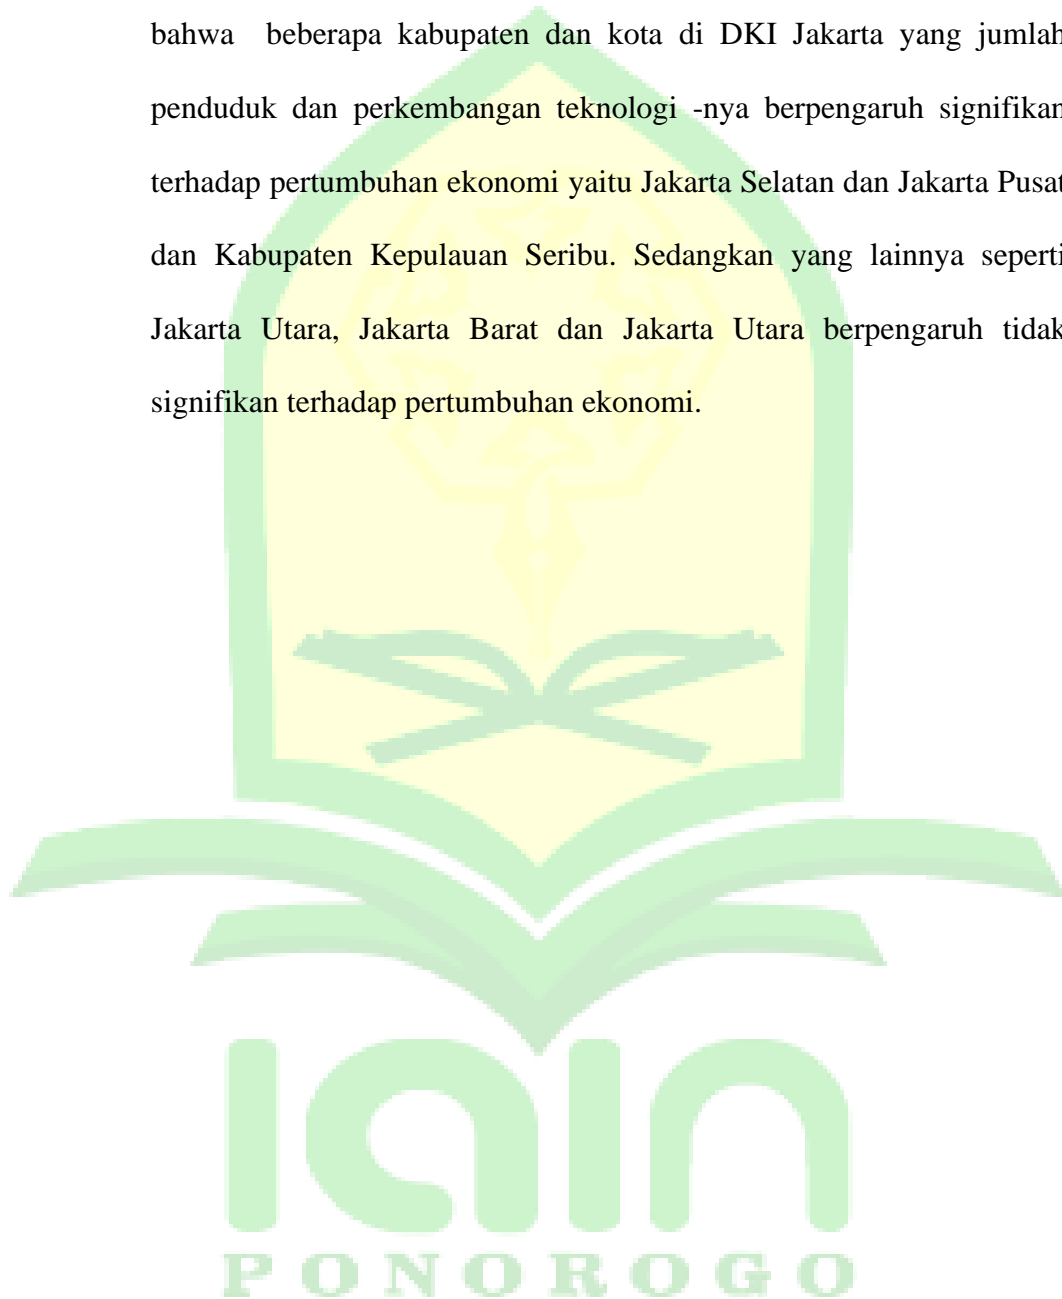 bahwa beberapa kabupaten dan kota di DKI Jakarta yang jumlah
penduduk dan perkembangan teknologi -nya berpengaruh signifikan
terhadap pertumbuhan ekonomi yaitu Jakarta Selatan dan Jakarta Pusat
dan Kabupaten Kepulauan Seribu. Sedangkan yang lainnya seperti
Jakarta Utara, Jakarta Barat dan Jakarta Utara berpengaruh tidak
signifikan terhadap pertumbuhan ekonomi.
iain
PONOROGO